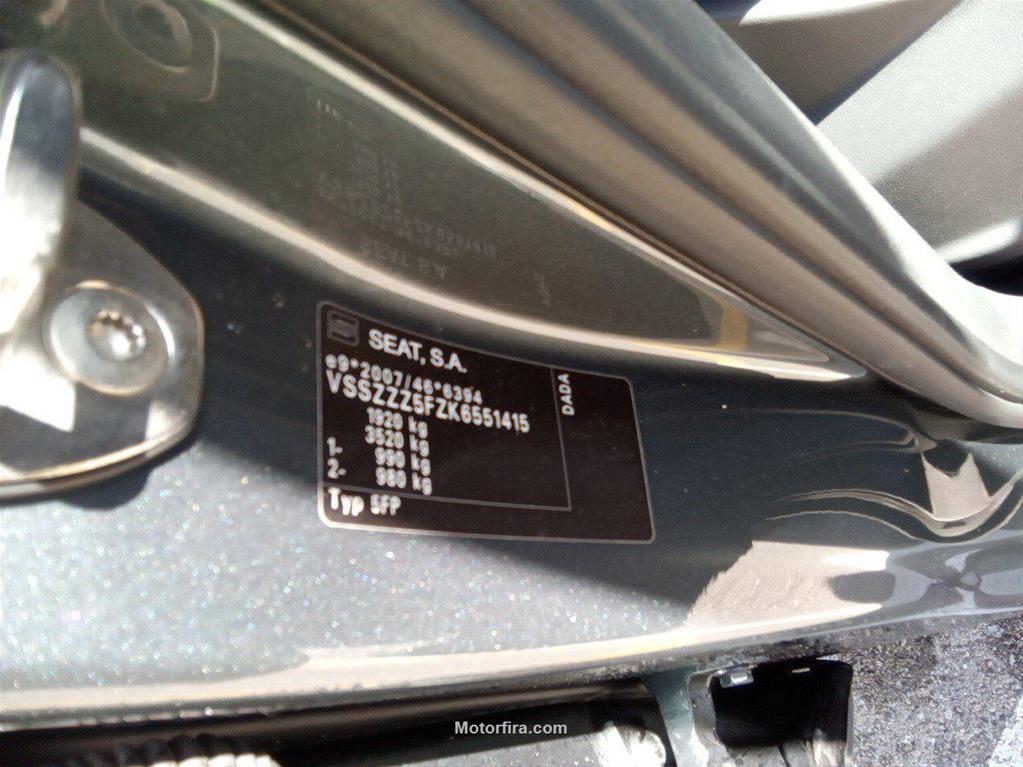 SEAT, S.A.
e9*2007/46*6394
VSSZZZ5FZK6551415
1920 kg
3520 kg
1- 990 kg
2- 980 kg
Typ 5FP
DADA
Motorfira.com